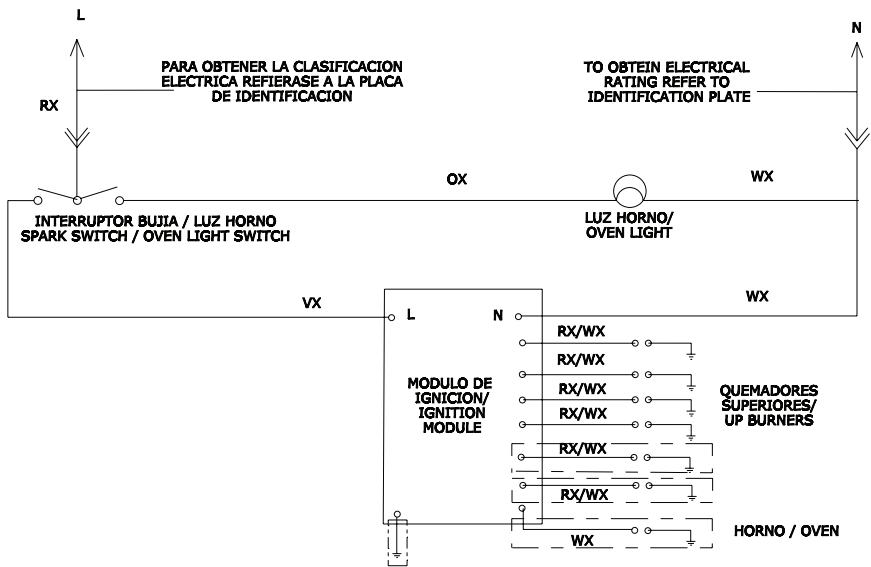 L
N
PARA OBTENER LA CLASIFICACION
ELECTRICA REFIERASE A LA PLACA
DE IDENTIFICACION
TO OBTEIN ELECTRICAL
RATING REFER TO
IDENTIFICATION PLATE
RX
OX
WX
INTERRUPTOR BUJIA / LUZ HORNO
SPARK SWITCH / OVEN LIGHT SWITCH
LUZ HORNO/
OVEN LIGHT
VX
WX
L
N
RX/WX
RX/WX
RX/WX
RX/WX
RX/WX
RX/WX
WX
MODULO DE
IGNICION/
IGNITION
MODULE
QUEMADORES
SUPERIORES/
UP BURNERS
HORNO / OVEN